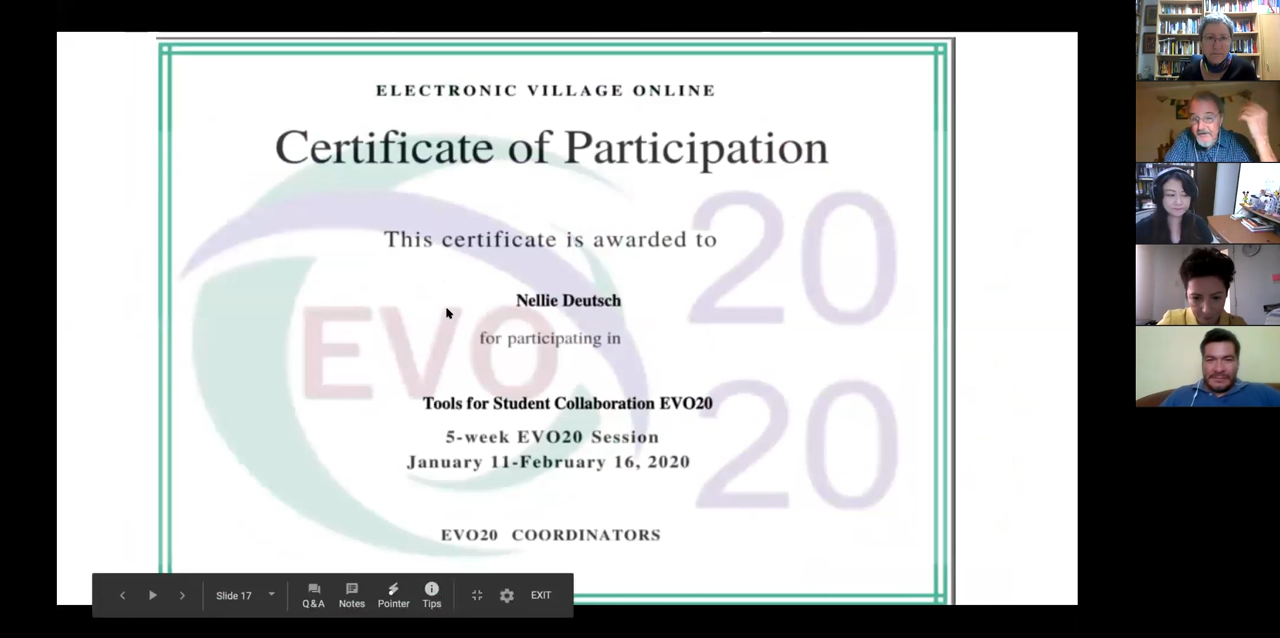 ELECTRONIC VILLAGE ONLINE
Certificate of Participation
This certificate is awarded to
Nellie Deutsch
for participating in
Tools for Student Collaboration EVO20
5-week EVO20 Session
January 11-February 16, 2020
EVO20 COORDINATORS
EVO
20
20
Slide 17
Q&A
Notes
Pointer
Tips
EXIT